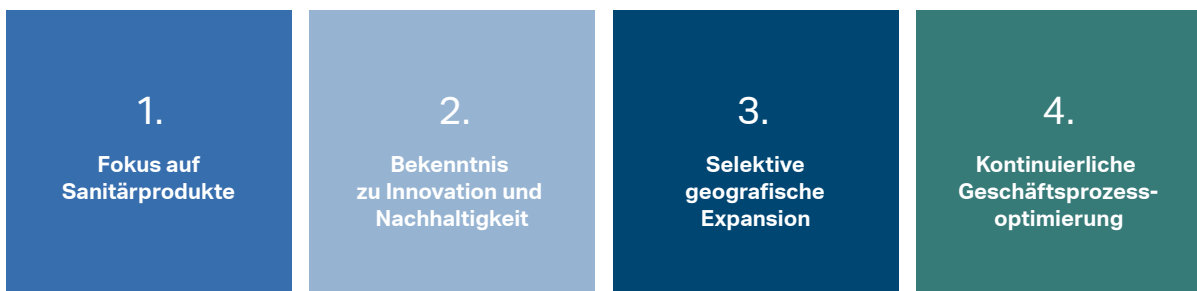 1.
Fokus auf
Sanitärprodukte
2.
Bekenntnis
zu Innovation und
Nachhaltigkeit
3.
Selektive
geografische
Expansion
4.
Kontinuierliche
Geschäftsprozess-
optimierung